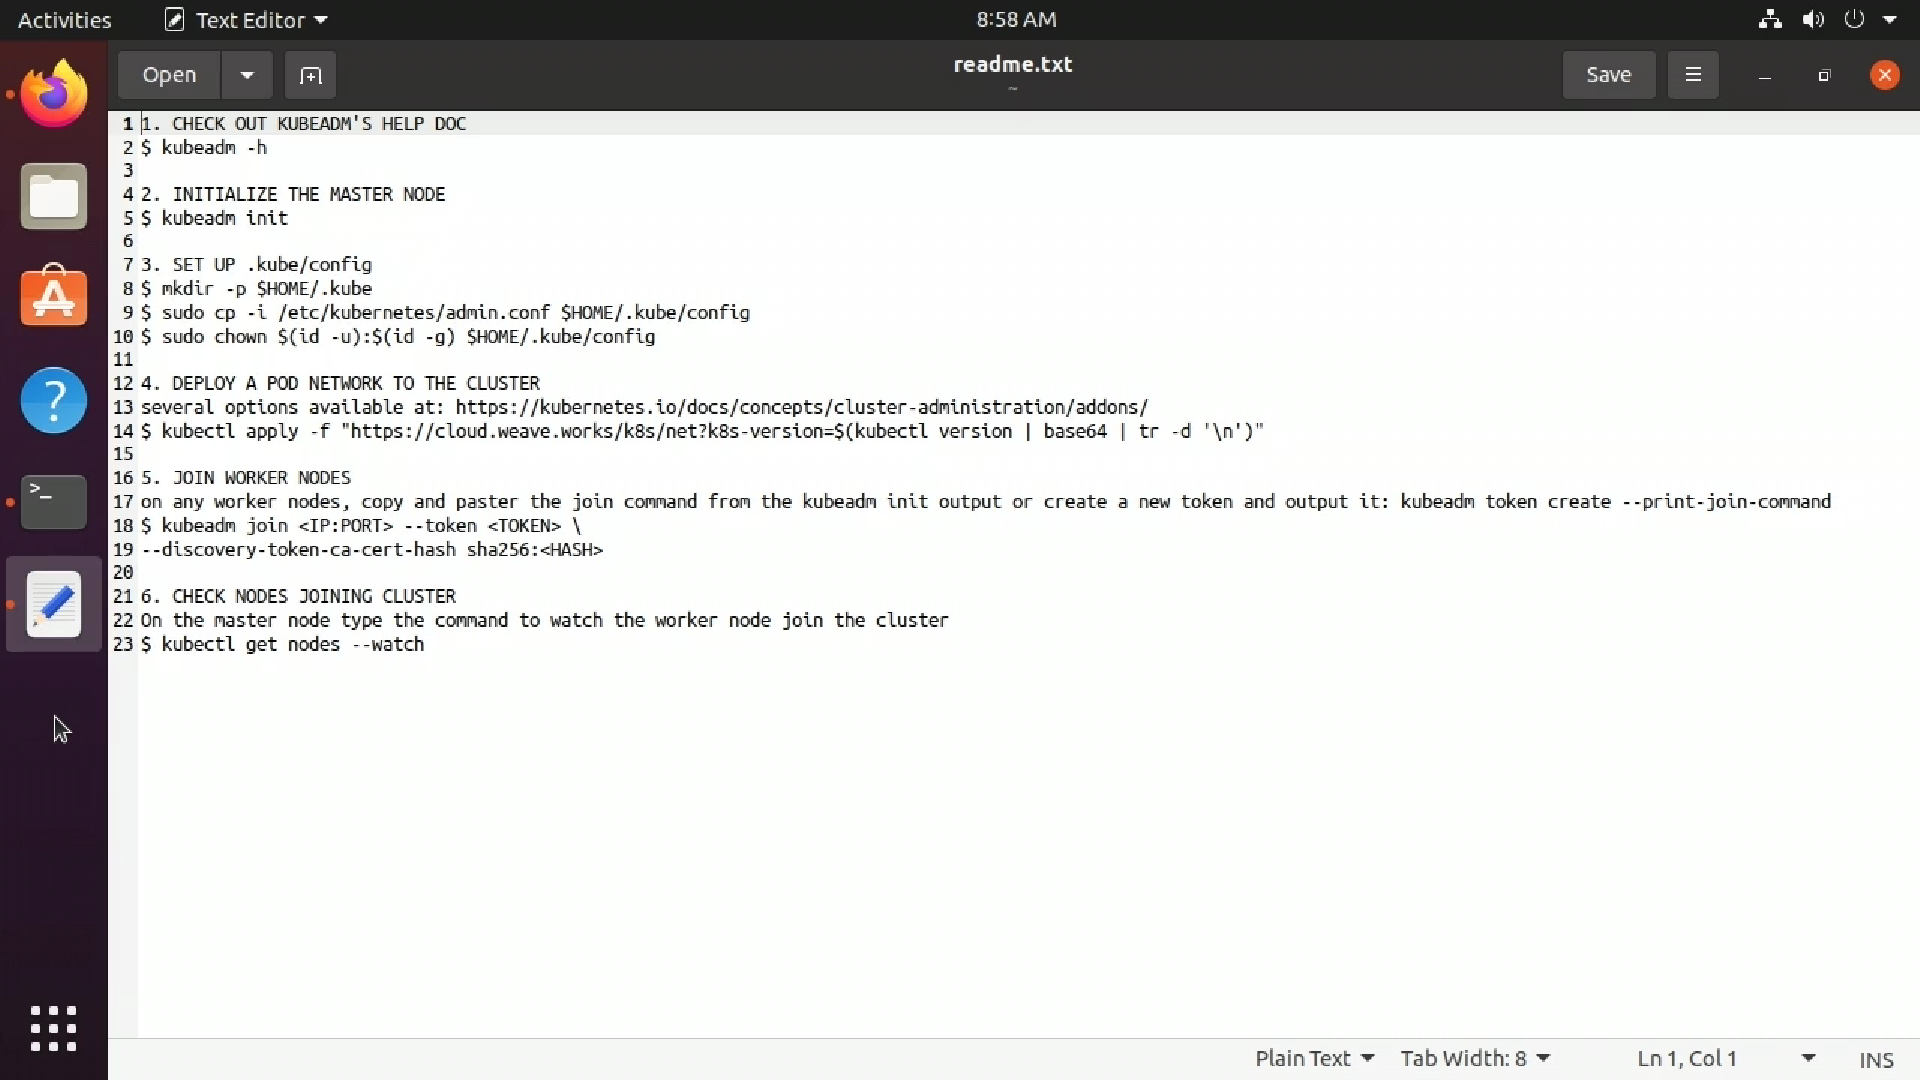 Activities
Text Editor
8:58 AM
Open
readme.txt
~
Save
1 1. CHECK OUT KUBEADM'S HELP DOC
2 $ kubeadm -h
3
4 2. INITIALIZE THE MASTER NODE
5 $ kubeadm init
6
7 3. SET UP .kube/config
8 $ mkdir -p $HOME/.kube
9 $ sudo cp -i /etc/kubernetes/admin.conf $HOME/.kube/config
10 $ sudo chown $(id -u):$(id -g) $HOME/.kube/config
11
12 4. DEPLOY A POD NETWORK TO THE CLUSTER
13 several options available at: https://kubernetes.io/docs/concepts/cluster-administration/addons/
14 $ kubectl apply -f "https://cloud.weave.works/k8s/net?k8s-version=$(kubectl version | base64 | tr -d '\n')"
15
16 5. JOIN WORKER NODES
17 on any worker nodes, copy and paster the join command from the kubeadm init output or create a new token and output it: kubeadm token create --print-join-command
18 $ kubeadm join <IP:PORT> --token <TOKEN> \
19 --discovery-token-ca-cert-hash sha256:<HASH>
20
21 6. CHECK NODES JOINING CLUSTER
22 On the master node type the command to watch the worker node join the cluster
23 $ kubectl get nodes --watch
Plain Text
Tab Width: 8
Ln 1, Col 1
INS